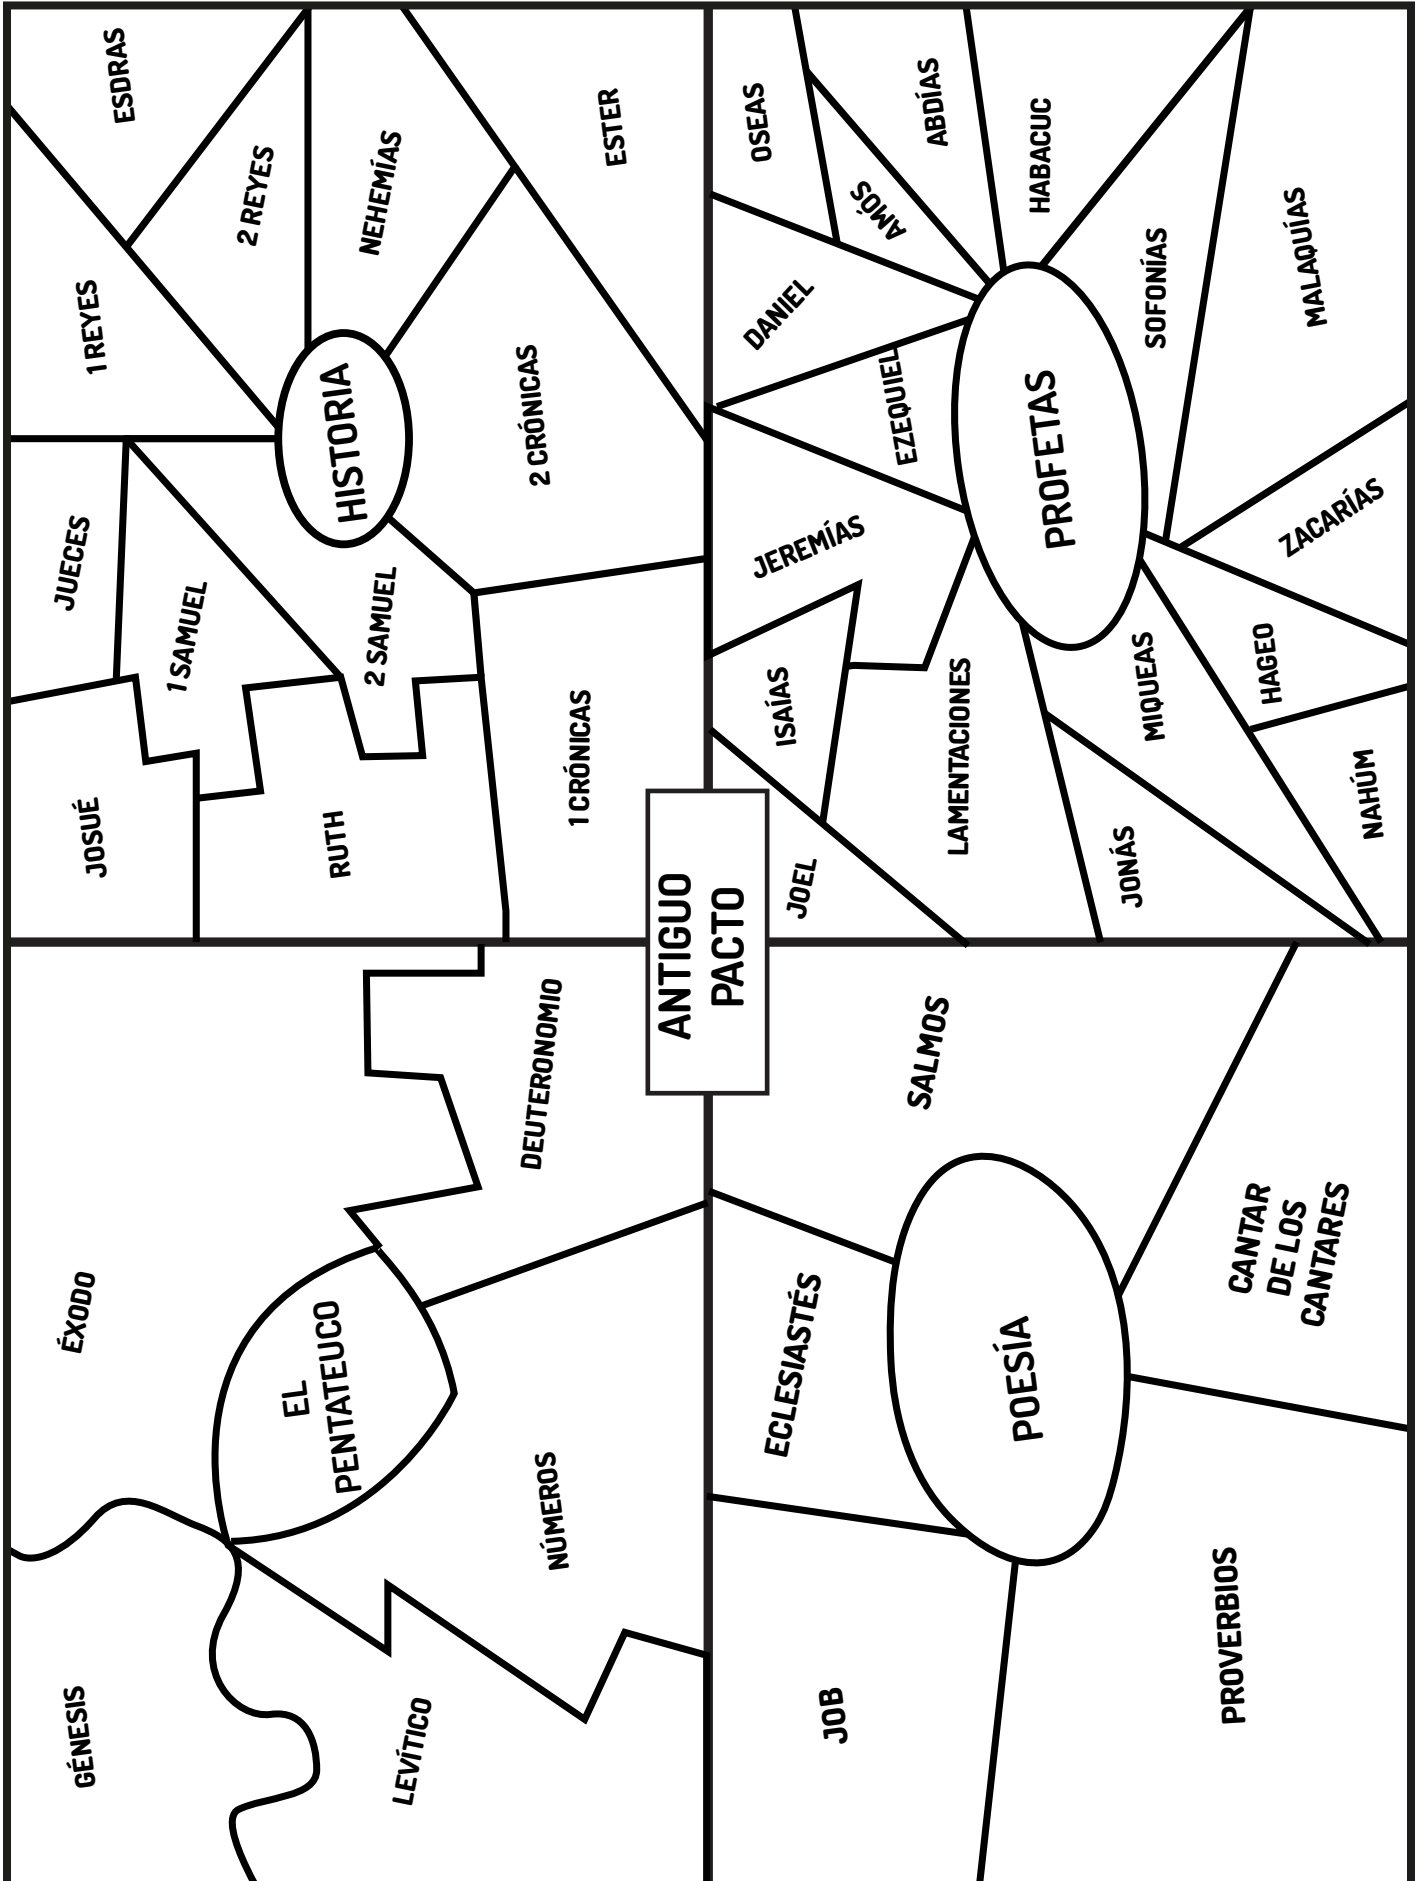 ANTIGUO
PACTO
HISTORIA
JOSUÉ
JUECES
RUTH
1 SAMUEL
2 SAMUEL
1 REYES
2 REYES
1 CRÓNICAS
2 CRÓNICAS
ESDRAS
NEHEMÍAS
ESTER
PROFETAS
ISAÍAS
JEREMÍAS
LAMENTACIONES
EZEQUIEL
DANIEL
OSEAS
JOEL
AMÓS
ABDÍAS
JONÁS
MIQUEAS
NAHÚM
HABACUC
SOFONÍAS
HAGEO
ZACARÍAS
MALAQUÍAS
EL
PENTATEUCO
GÉNESIS
ÉXODO
LEVÍTICO
NÚMEROS
DEUTERONOMIO
POESÍA
JOB
SALMOS
PROVERBIOS
ECLESIASTÉS
CANTAR
DE LOS
CANTARES